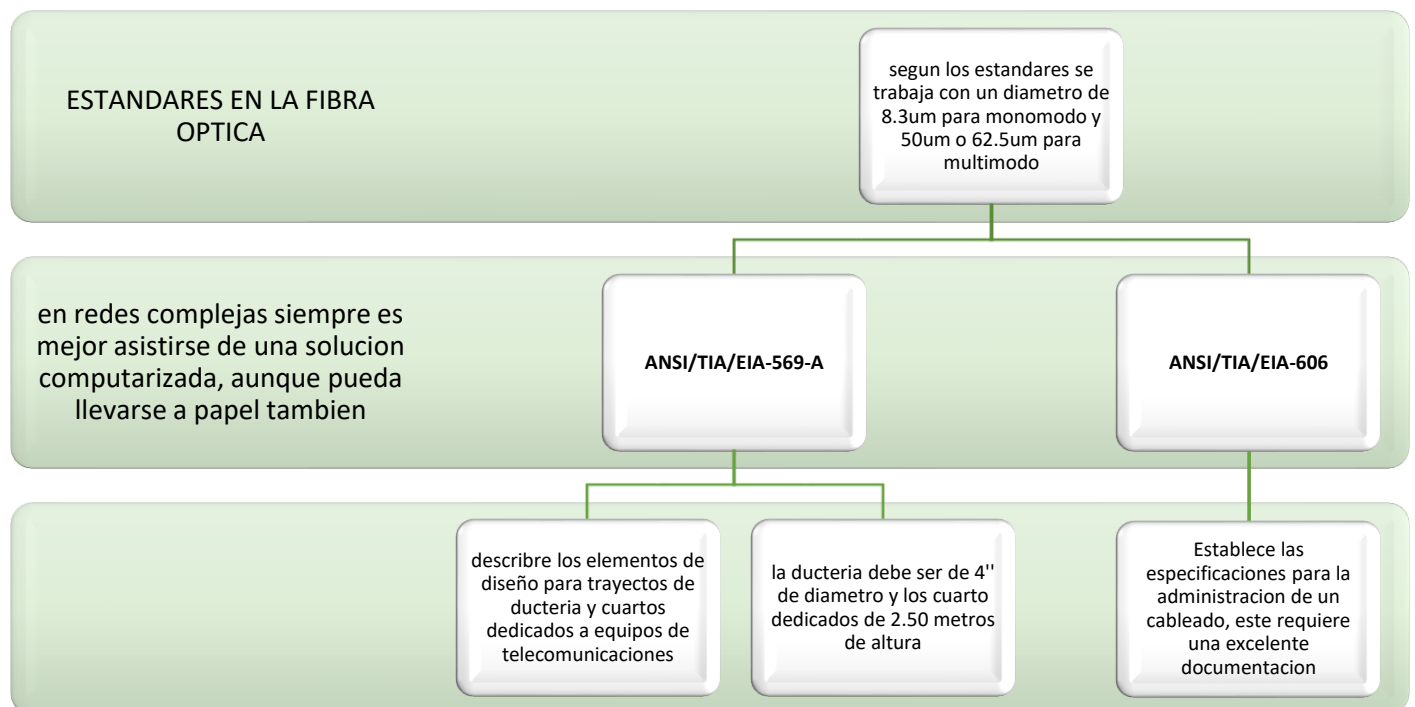 ESTANDARES EN LA FIBRA
OPTICA
segun los estandares se
trabaja con un diametro de
8.3um para monomodo y
50um o 62.5um para
multimodo
en redes complejas siempre es
mejor asistirse de una solucion
computarizada, aunque pueda
llevarse a papel tambien
ANSI/TIA/EIA-569-A
ANSI/TIA/EIA-606
describre los elementos de
diseño para trayectos de
ducteria y cuartos
dedicados a equipos de
telecomunicaciones
la ducteria debe ser de 4''
de diametro y los cuarto
dedicados de 2.50 metros
de altura
Establece las
especificaciones para la
administracion de un
cableado, este requiere
una excelente
documentacion